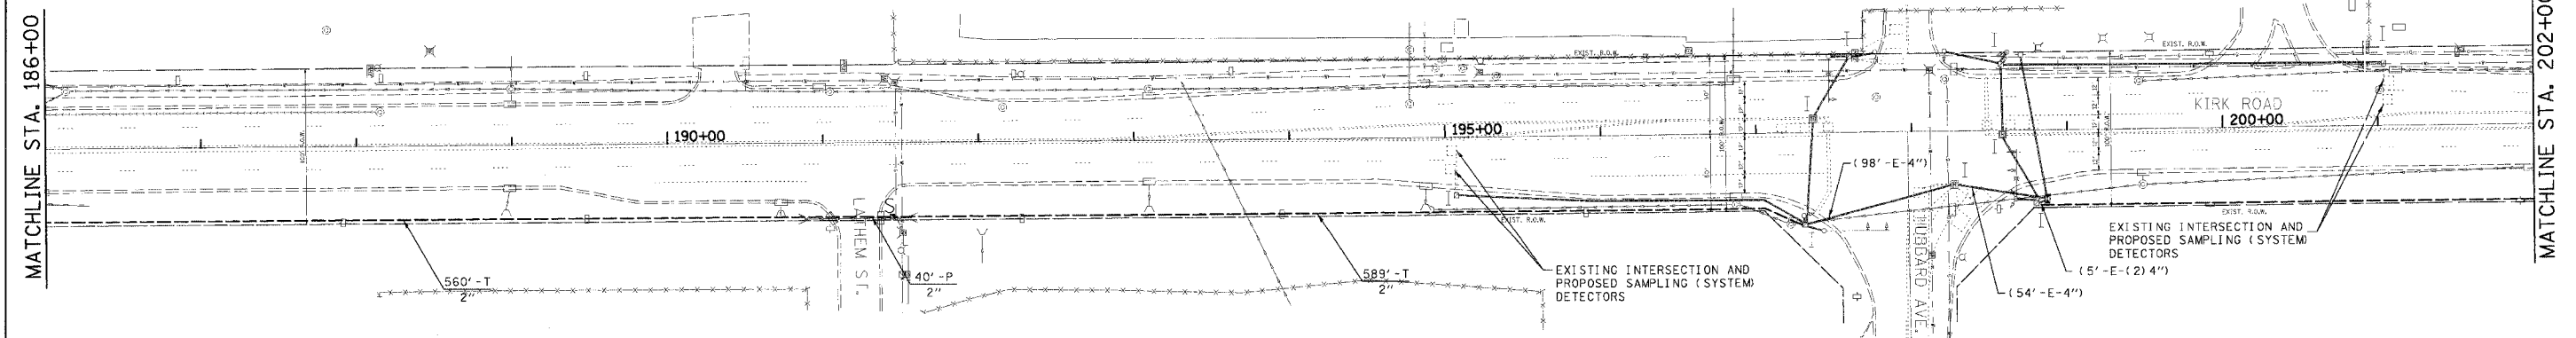 MATCHLINE STA. 186+00
EXIST. R.O.W.
EXIST. R.O.W.
MATCHLINE STA. 202+00
KIRK ROAD
190+00
195+00
200+00
100' R.O.W.
(98'-E-4")
EXIST. R.O.W.
EXIST. R.O.W.
560'-T
2"
40'-P
2"
589'-T
2"
EXISTING INTERSECTION AND
PROPOSED SAMPLING (SYSTEM)
DETECTORS
HUBBARD AVE.
EXISTING INTERSECTION AND
PROPOSED SAMPLING (SYSTEM)
DETECTORS
(5'-E-(2)4")
(54'-E-4")